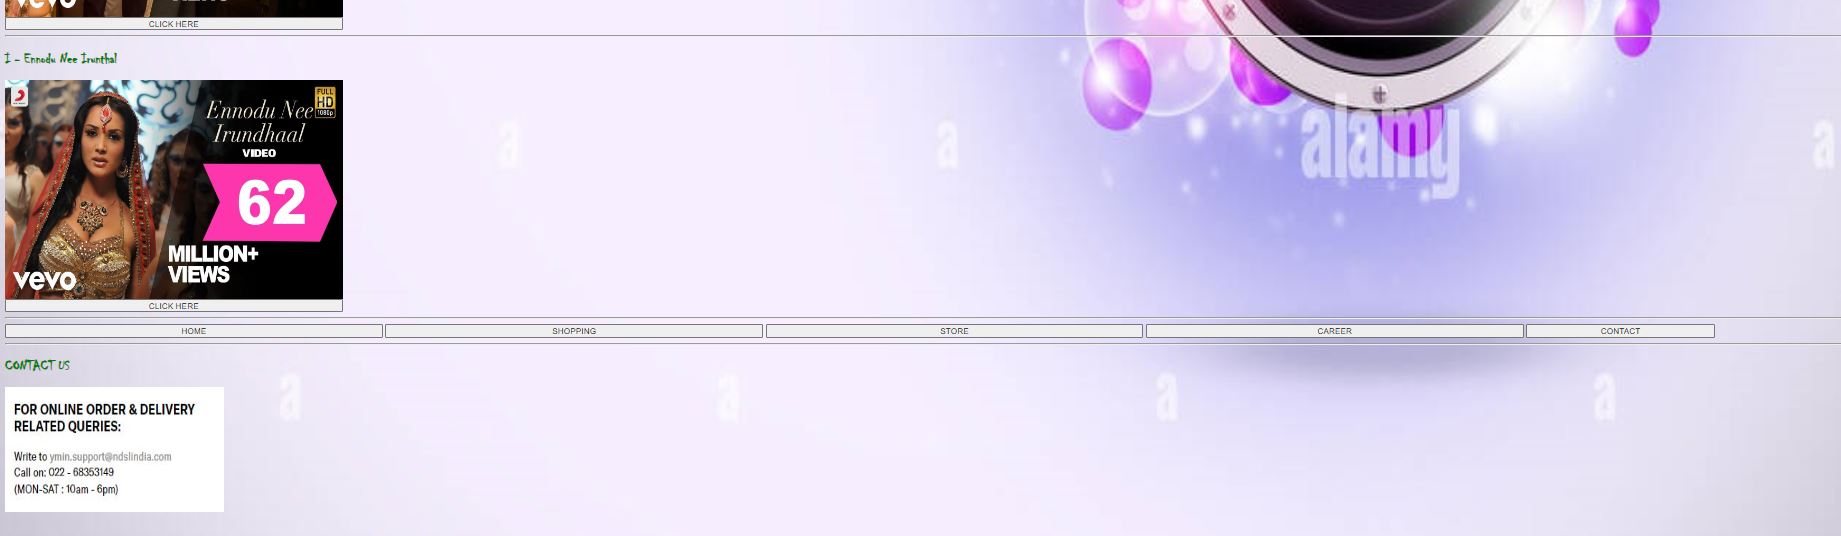 vevo
CLICK HERE
I - Ennodu Nee Irunthal
Ennodu Nee
Irundhaal
FULL
HD
1080p
VIDEO
62
MILLION+
VIEWS
vevo
CLICK HERE
HOME SHOPPING STORE CAREER CONTACT
CONTACT US
FOR ONLINE ORDER & DELIVERY
RELATED QUERIES:
Write to ymin.support@ndslindia.com
Call on: 022 - 68353149
(MON-SAT : 10am - 6pm)
a a alamy a
a a a a